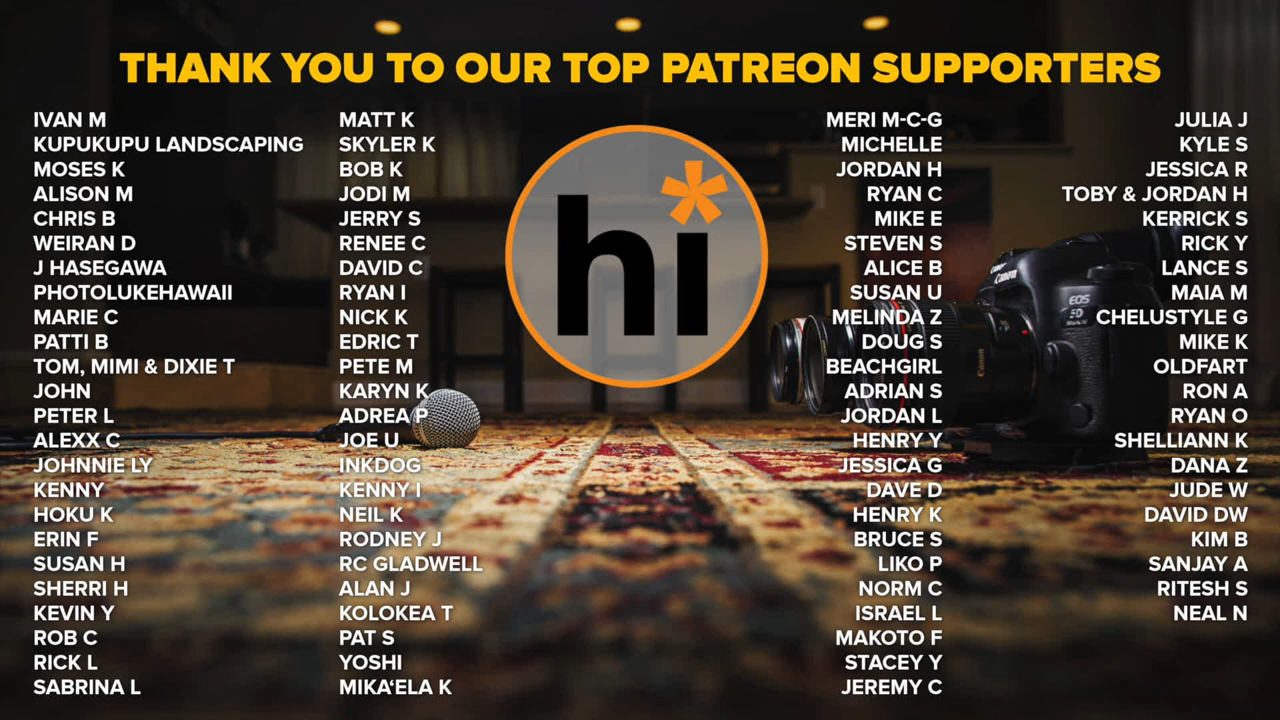 THANK YOU TO OUR TOP PATREON SUPPORTERS
IVAN M
KUPUKUPU LANDSCAPING
MOSES K
ALISON M
CHRIS B
WEIRAN D
J HASEGAWA
PHOTOLUKEHAWAII
MARIE C
PATTI B
TOM, MIMI & DIXIE T
JOHN
PETER L
ALEXX C
JOHNNIE LY
KENNY
HOKU K
ERIN F
SUSAN H
SHERRI H
KEVIN Y
ROB C
RICK L
SABRINA L
MATT K
SKYLER K
BOB K
JODI M
JERRY S
RENEE C
DAVID C
RYAN I
NICK K
EDRIC T
PETE M
KARYN K
ADREA P
JOE U
INKDOG
KENNY I
NEIL K
RODNEY J
RC GLADWELL
ALAN J
KOLOKEA T
PAT S
YOSHI
MIKA‘ELA K
hi*
MERI M-C-G
MICHELLE
JORDAN H
RYAN C
MIKE E
STEVEN S
ALICE B
SUSAN U
MELINDA Z
DOUG S
BEACHGIRL
ADRIAN S
JORDAN L
HENRY Y
JESSICA G
DAVE D
HENRY K
BRUCE S
LIKO P
NORM C
ISRAEL L
MAKOTO F
STACEY Y
JEREMY C
JULIA J
KYLE S
JESSICA R
TOBY & JORDAN H
KERRICK S
RICK Y
LANCE S
MAIA M
CHELUSTYLE G
MIKE K
OLDFART
RON A
RYAN O
SHELLIANN K
DANA Z
JUDE W
DAVID DW
KIM B
SANJAY A
RITESH S
NEAL N
Canon
EOS
5D
Canon